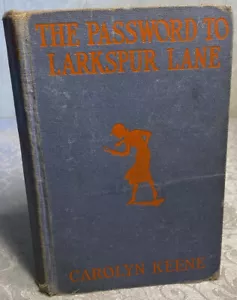 THE PASSWORD TO
LARKSPUR LANE
CAROLYN KEENE